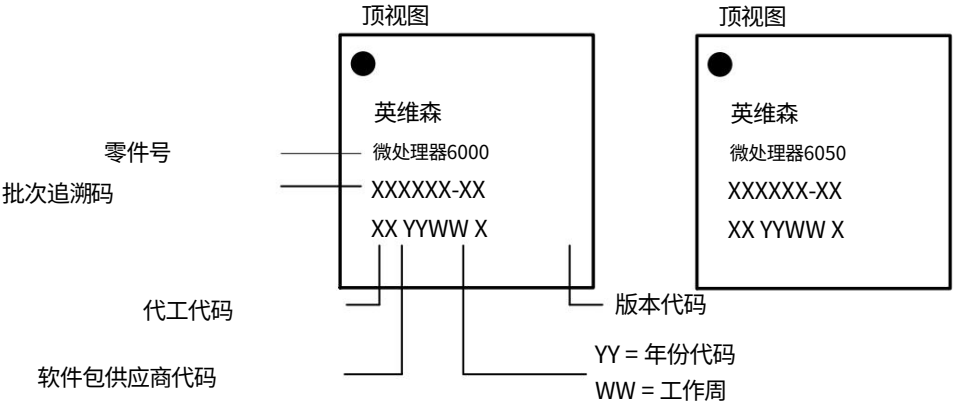 顶视图
英维森
微处理器6000
XXXXXX-XX
XX YYWW X
零件号
批次追溯码
代工代码
软件包供应商代码
版本代码
YY = 年份代码
WW = 工作周
顶视图
英维森
微处理器6050
XXXXXX-XX
XX YYWW X